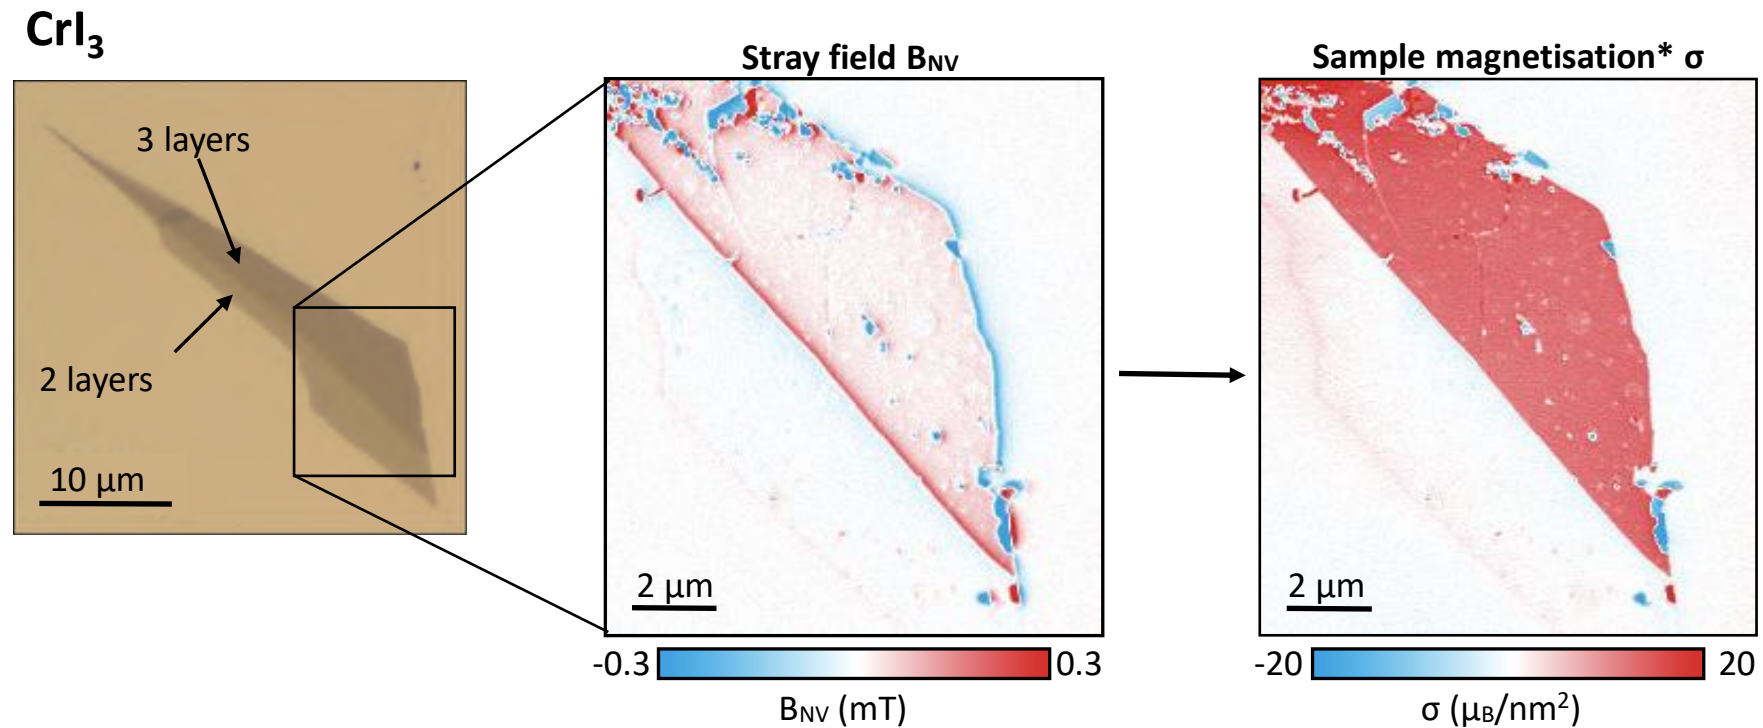 CrI₃
3 layers
2 layers
10 µm
Stray field BNV
2 µm
-0.3
0.3
BNV (mT)
Sample magnetisation* σ
2 µm
-20
20
σ (µB/nm²)